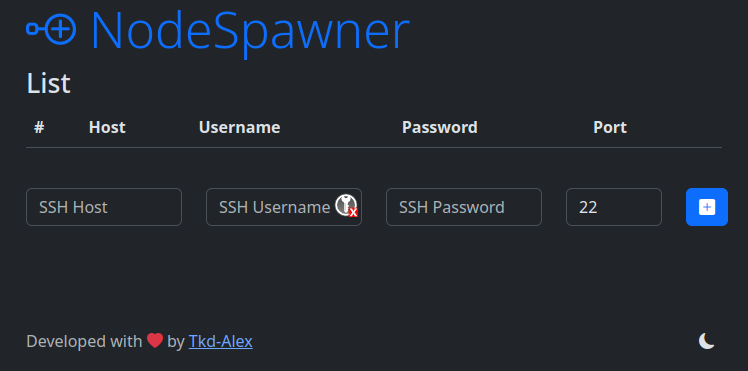 NodeSpawner
List
# Host Username Password Port
SSH Host SSH Username SSH Password 22
Developed with ❤ by Tkd-Alex